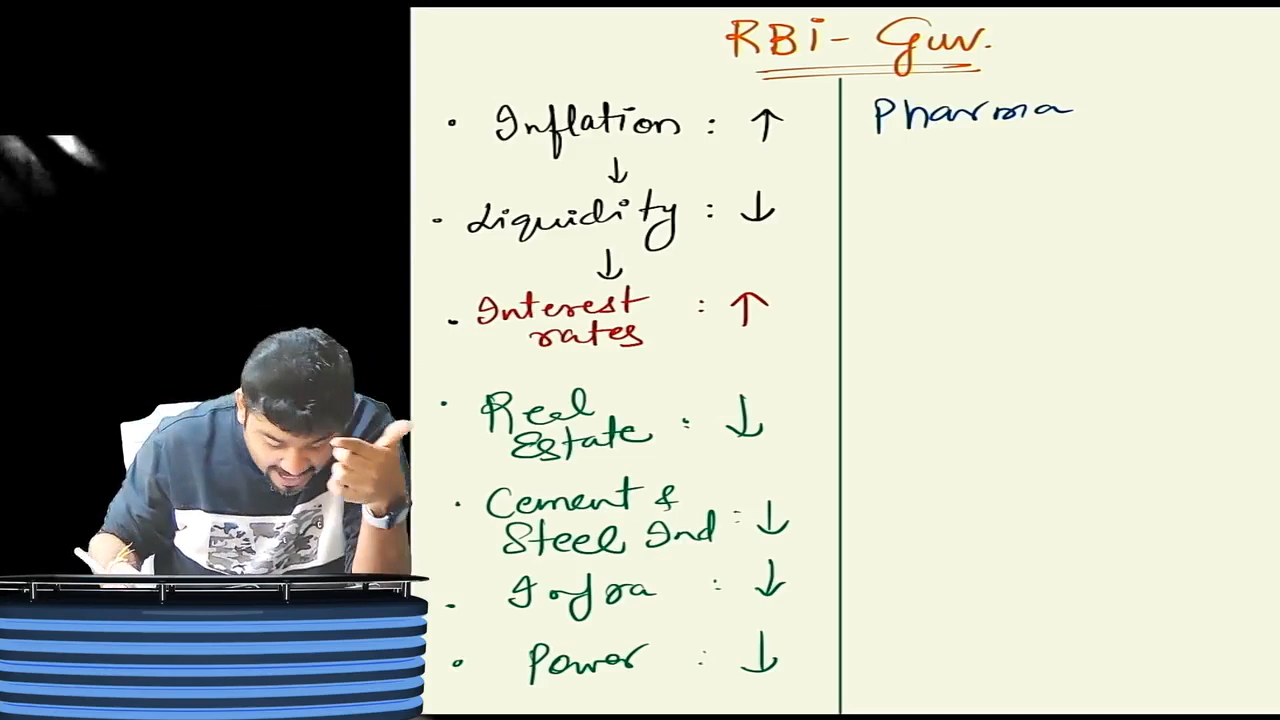 RBi- Guv.
• Inflation : ↑
↓
• Liquidity : ↓
↓
• Interest rates : ↑
• Real Estate : ↓
• Cement & Steel Ind : ↓
• Infra : ↓
• Power : ↓
Pharma